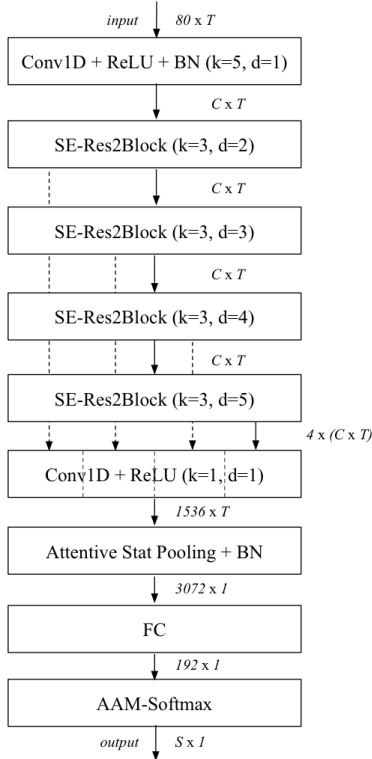 input 80 x T
Conv1D + ReLU + BN (k=5, d=1)
C x T
SE-Res2Block (k=3, d=2)
C x T
SE-Res2Block (k=3, d=3)
C x T
SE-Res2Block (k=3, d=4)
C x T
SE-Res2Block (k=3, d=5)
4 x (C x T)
Conv1D + ReLU (k=1, d=1)
1536 x T
Attentive Stat Pooling + BN
3072 x 1
FC
192 x 1
AAM-Softmax
output S x 1